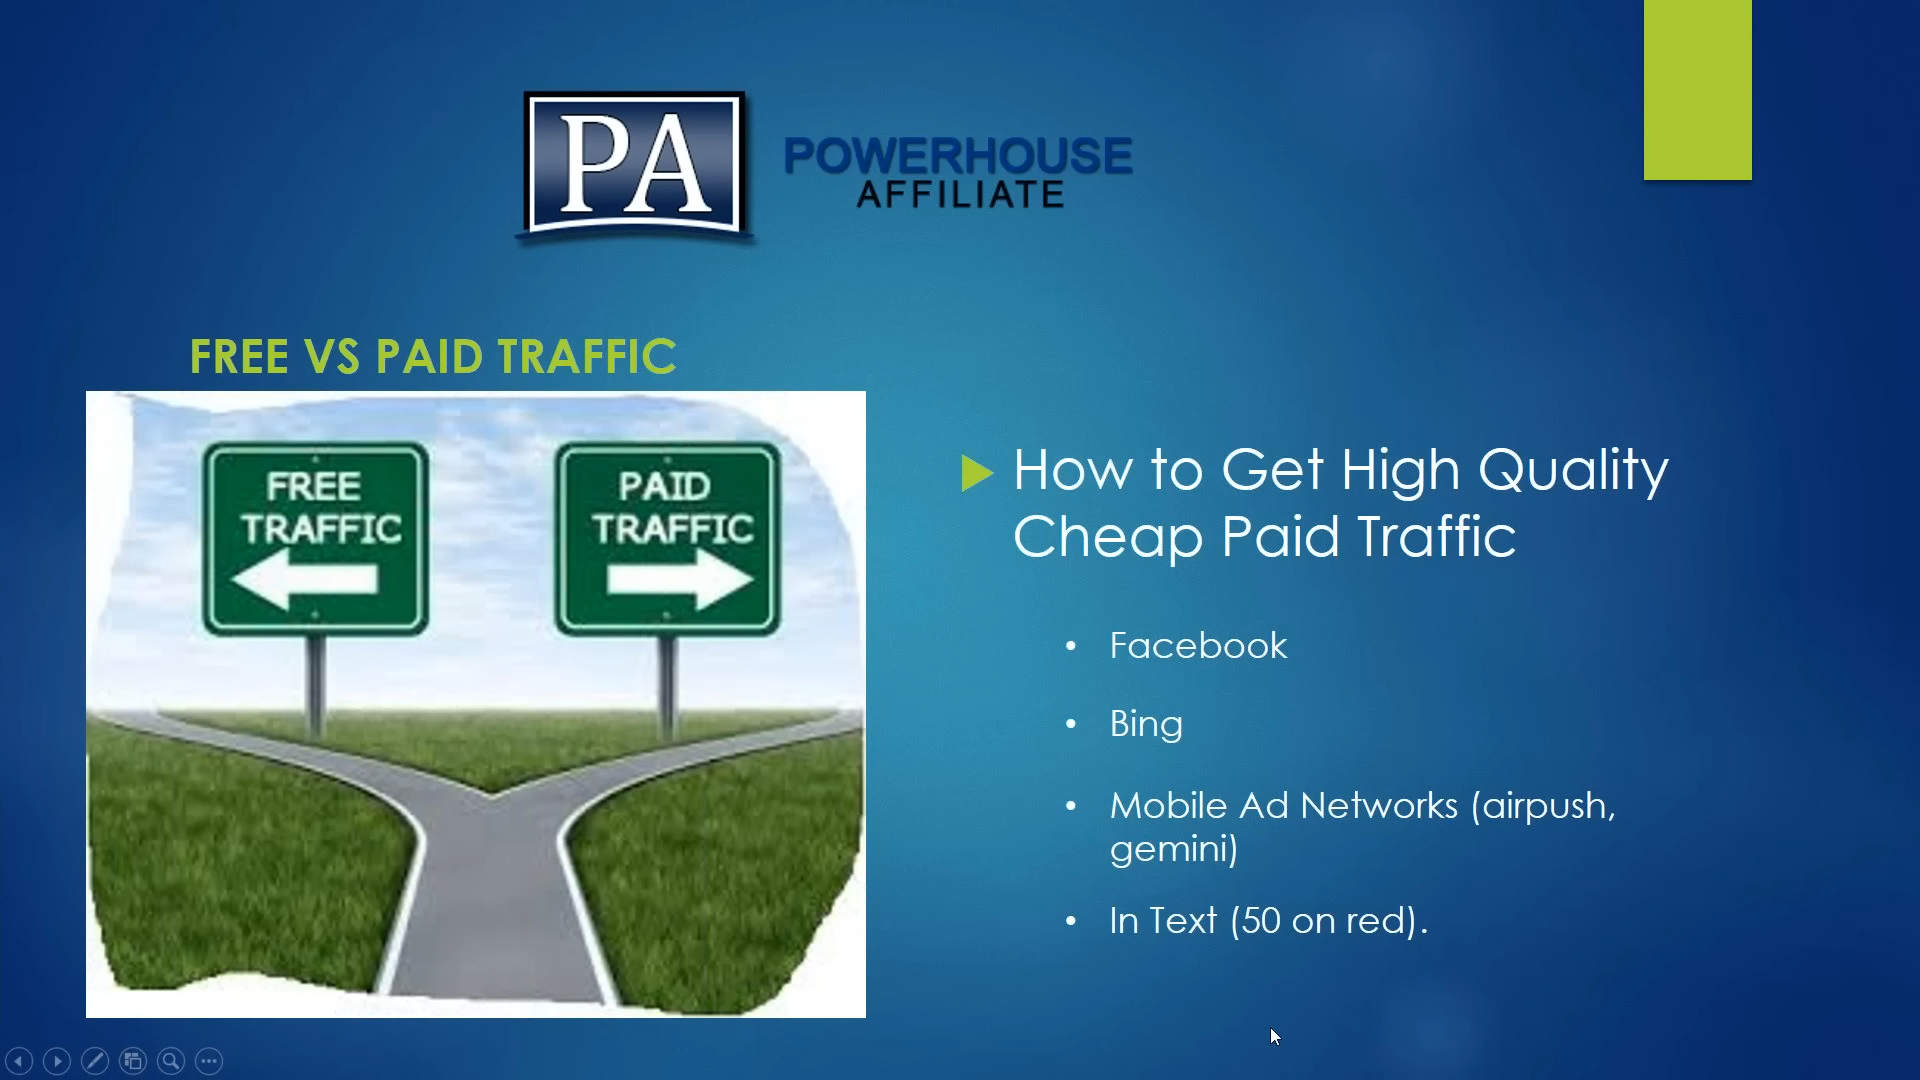 PA
POWERHOUSE
AFFILIATE
FREE VS PAID TRAFFIC
FREE
TRAFFIC
PAID
TRAFFIC
How to Get High Quality
Cheap Paid Traffic
• Facebook
• Bing
• Mobile Ad Networks (airpush,
gemini)
• In Text (50 on red).